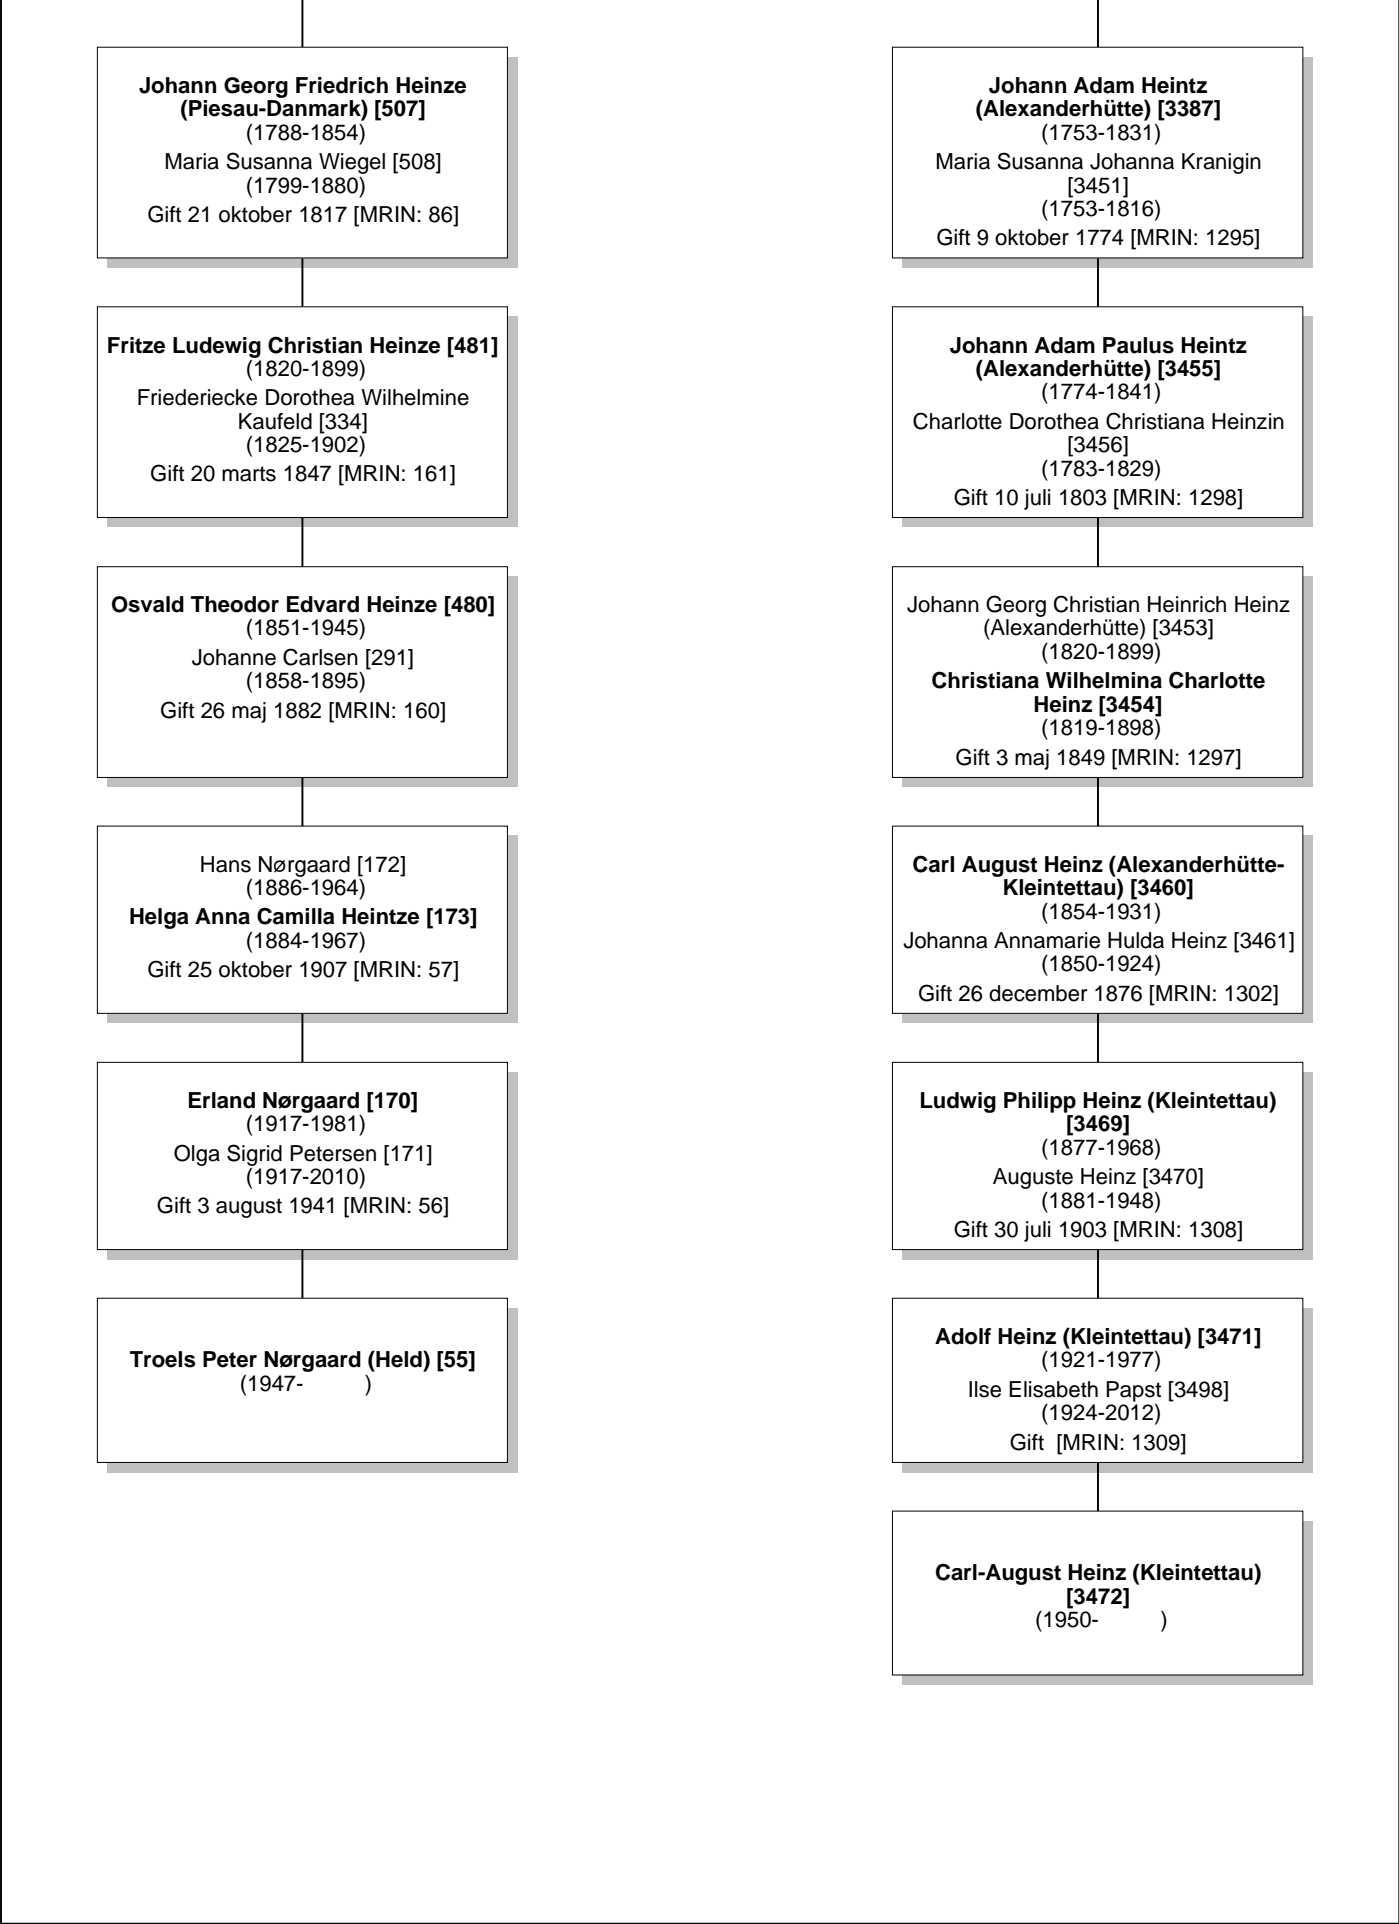 Johann Georg Friedrich Heinze
(Piesau-Danmark) [507]
(1788-1854)
Maria Susanna Wiegel [508]
(1799-1880)
Gift 21 oktober 1817 [MRIN: 86]
Fritze Ludewig Christian Heinze [481]
(1820-1899)
Friederiecke Dorothea Wilhelmine
Kaufeld [334]
(1825-1902)
Gift 20 marts 1847 [MRIN: 161]
Osvald Theodor Edvard Heinze [480]
(1851-1945)
Johanne Carlsen [291]
(1858-1895)
Gift 26 maj 1882 [MRIN: 160]
Hans Nørgaard [172]
(1886-1964)
Helga Anna Camilla Heintze [173]
(1884-1967)
Gift 25 oktober 1907 [MRIN: 57]
Erland Nørgaard [170]
(1917-1981)
Olga Sigrid Petersen [171]
(1917-2010)
Gift 3 august 1941 [MRIN: 56]
Troels Peter Nørgaard (Held) [55]
(1947- )
Johann Adam Heintz
(Alexanderhütte) [3387]
(1753-1831)
Maria Susanna Johanna Kranigin
[3451]
(1753-1816)
Gift 9 oktober 1774 [MRIN: 1295]
Johann Adam Paulus Heintz
(Alexanderhütte) [3455]
(1774-1841)
Charlotte Dorothea Christiana Heinzin
[3456]
(1783-1829)
Gift 10 juli 1803 [MRIN: 1298]
Johann Georg Christian Heinrich Heinz
(Alexanderhütte) [3453]
(1820-1899)
Christiana Wilhelmina Charlotte
Heinz [3454]
(1819-1898)
Gift 3 maj 1849 [MRIN: 1297]
Carl August Heinz (Alexanderhütte-
Kleintettau) [3460]
(1854-1931)
Johanna Annamarie Hulda Heinz [3461]
(1850-1924)
Gift 26 december 1876 [MRIN: 1302]
Ludwig Philipp Heinz (Kleintettau)
[3469]
(1877-1968)
Auguste Heinz [3470]
(1881-1948)
Gift 30 juli 1903 [MRIN: 1308]
Adolf Heinz (Kleintettau) [3471]
(1921-1977)
Ilse Elisabeth Papst [3498]
(1924-2012)
Gift [MRIN: 1309]
Carl-August Heinz (Kleintettau)
[3472]
(1950- )